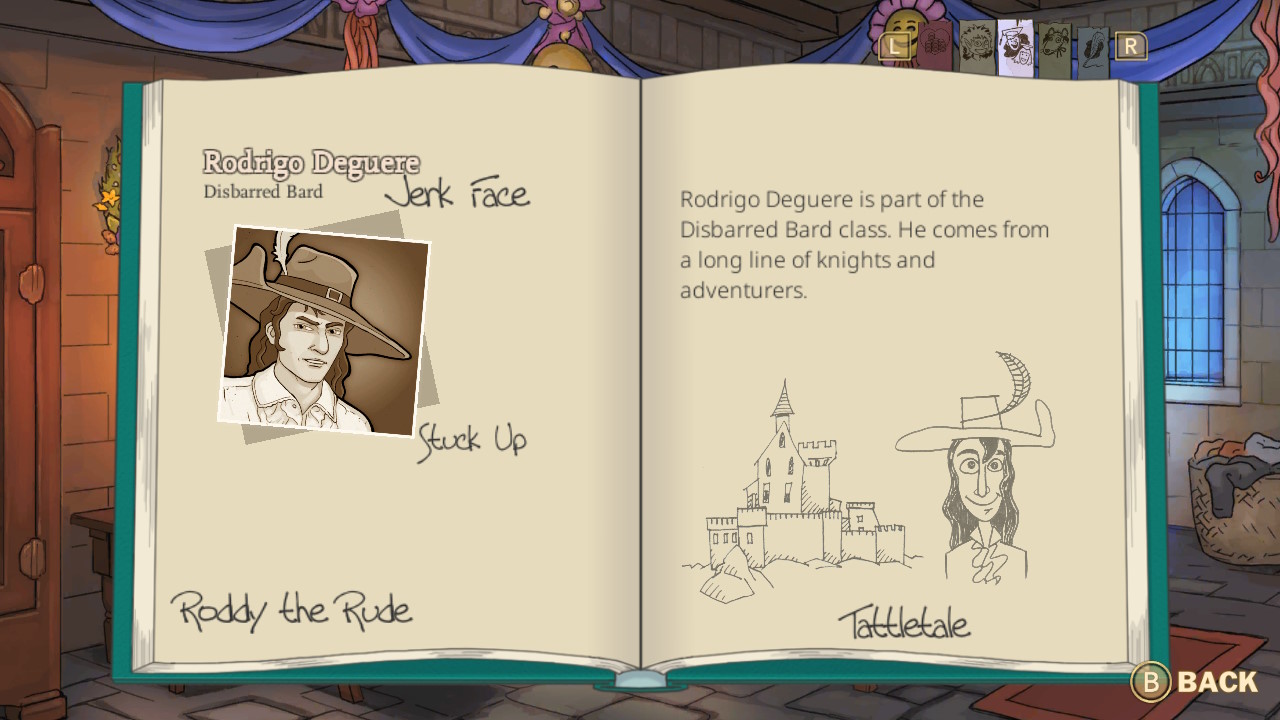 L
R
Rodrigo Deguere
Disbarred Bard
Jerk Face
Stuck Up
Roddy the Rude
Rodrigo Deguere is part of the
Disbarred Bard class. He comes from
a long line of knights and
adventurers.
Tattletale
B BACK